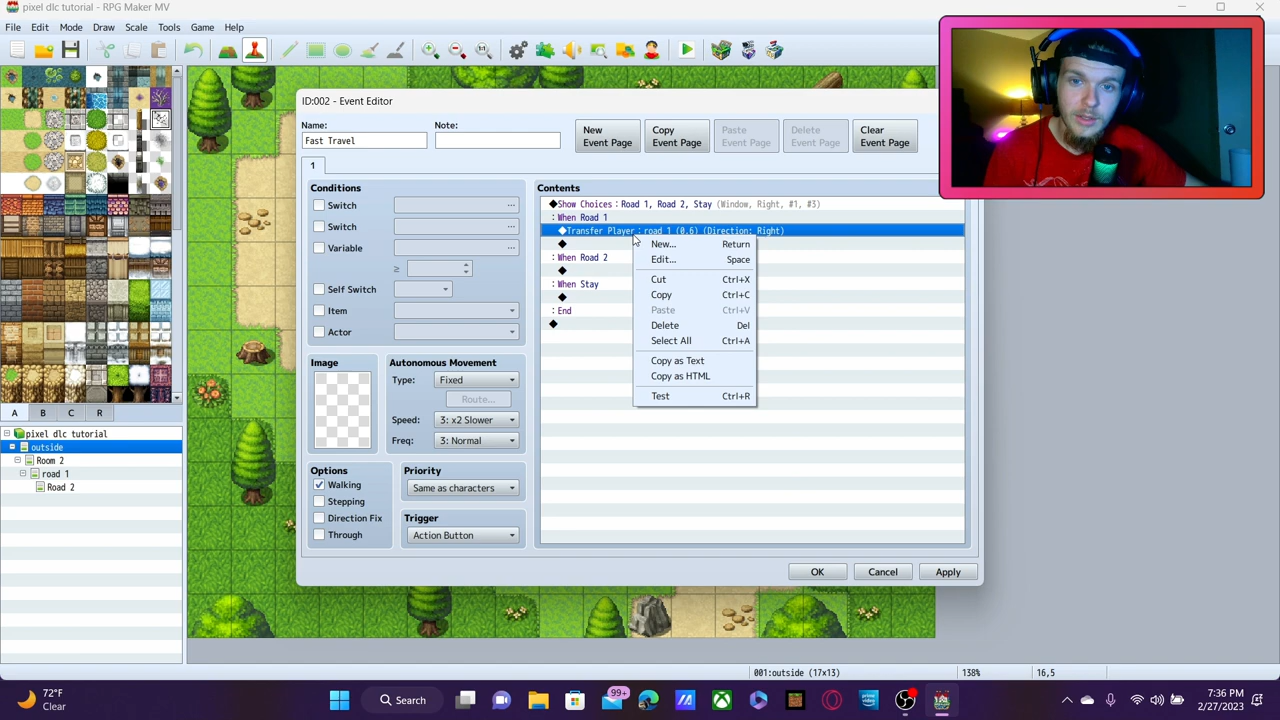 pixel dlc tutorial - RPG Maker MV
File Edit Mode Draw Scale Tools Game Help
ID:002 - Event Editor
Name: Note:
Fast Travel
New Event Page
Copy Event Page
Paste Event Page
Delete Event Page
Clear Event Page
1
Conditions
Switch ...
Switch ...
Variable ...
≥
Self Switch
Item
Actor
Image
Autonomous Movement
Type: Fixed
Route...
Speed: 3: x2 Slower
Freq: 3: Normal
Options
Walking
Stepping
Direction Fix
Through
Priority
Same as characters
Trigger
Action Button
Contents
◆Show Choices : Road 1, Road 2, Stay (Window, Right, #1, #3)
: When Road 1
◆Transfer Player : road 1 (0,6) (Direction: Right)
◆
: When Road 2
◆
: When Stay
◆
: End
◆
New... Return
Edit... Space
Cut Ctrl+X
Copy Ctrl+C
Paste Ctrl+V
Delete Del
Select All Ctrl+A
Copy as Text
Copy as HTML
Test Ctrl+R
OK Cancel Apply
A B C R
pixel dlc tutorial
outside
Room 2
road 1
Road 2
001:outside (17x13) 138% 16,5
72°F
Clear
Search
99+
7:36 PM
2/27/2023